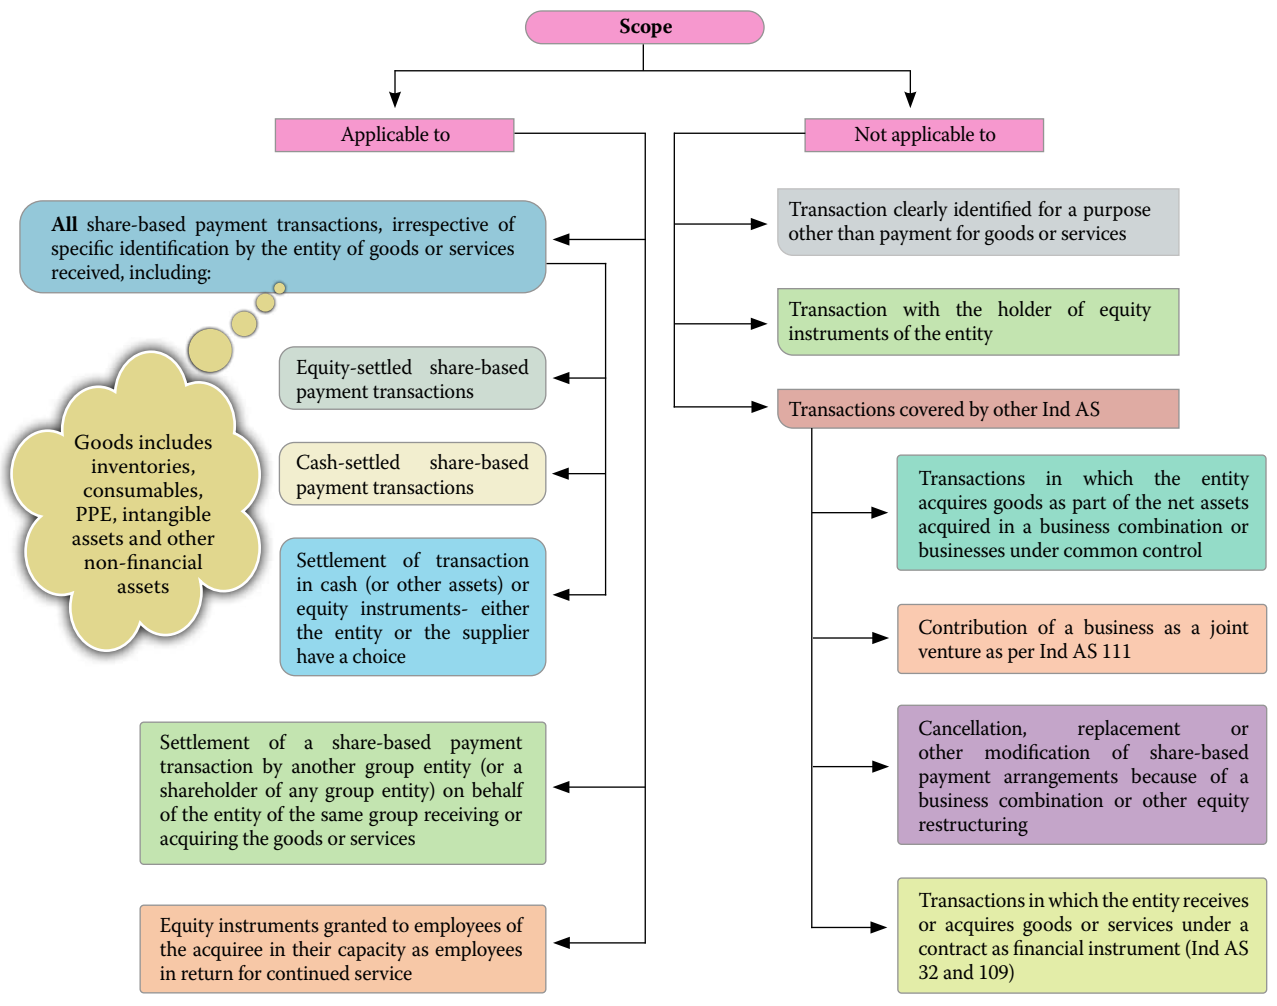 Scope
Applicable to
Not applicable to
All share-based payment transactions, irrespective of
specific identification by the entity of goods or services
received, including:
Goods includes
inventories,
consumables,
PPE, intangible
assets and other
non-financial
assets
Equity-settled share-based
payment transactions
Cash-settled share-based
payment transactions
Settlement of transaction
in cash (or other assets) or
equity instruments- either
the entity or the supplier
have a choice
Settlement of a share-based payment
transaction by another group entity (or a
shareholder of any group entity) on behalf
of the entity of the same group receiving or
acquiring the goods or services
Equity instruments granted to employees of
the acquiree in their capacity as employees
in return for continued service
Transaction clearly identified for a purpose
other than payment for goods or services
Transaction with the holder of equity
instruments of the entity
Transactions covered by other Ind AS
Transactions in which the entity
acquires goods as part of the net assets
acquired in a business combination or
businesses under common control
Contribution of a business as a joint
venture as per Ind AS 111
Cancellation, replacement or
other modification of share-based
payment arrangements because of a
business combination or other equity
restructuring
Transactions in which the entity receives
or acquires goods or services under a
contract as financial instrument (Ind AS
32 and 109)